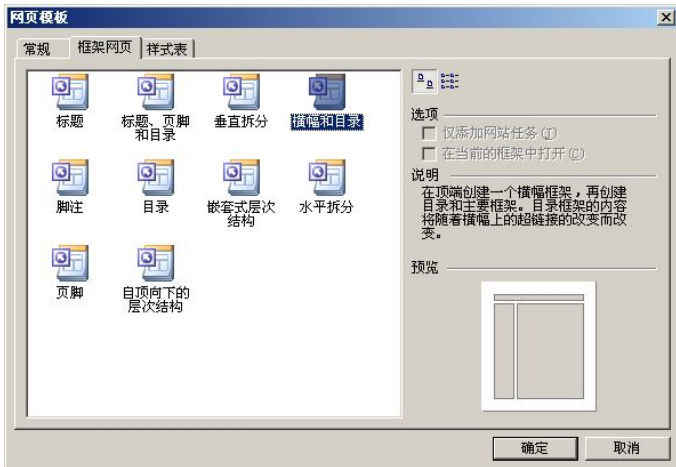 网页模板
常规 框架网页 样式表
标题 标题、页脚 垂直拆分 横幅和目录
和目录
脚注 目录 嵌套式层次 水平拆分
结构
页脚 自顶向下的
层次结构
选项
仅添加网站任务(T)
在当前的框架中打开(C)
说明
在顶端创建一个横幅框架，再创建
目录和主要框架。目录框架的内容
将随着横幅上的超链接的改变而改
变。
预览
确定 取消